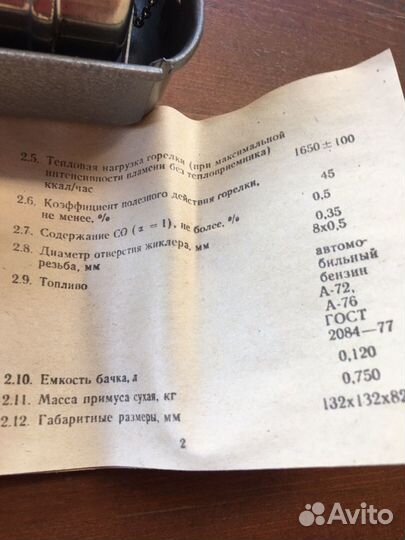 2.5. Тепловая нагрузка горелки (при максимальной
интенсивности пламени без теплоприемника)
ккал/час 1650 ± 100
2.6. Коэффициент полезного действия горелки,
не менее, % 45
2.7. Содержание СО (α = 1), не более, % 0,5
2.8. Диаметр отверстия жиклера, мм 0,35
резьба, мм 8х0,5
2.9. Топливо автомо-
бильный
бензин
А-72,
А-76
ГОСТ
2084—77
2.10. Емкость бачка, л 0,120
2.11. Масса примуса сухая, кг 0,750
2.12. Габаритные размеры, мм 132х132х82
2
Avito